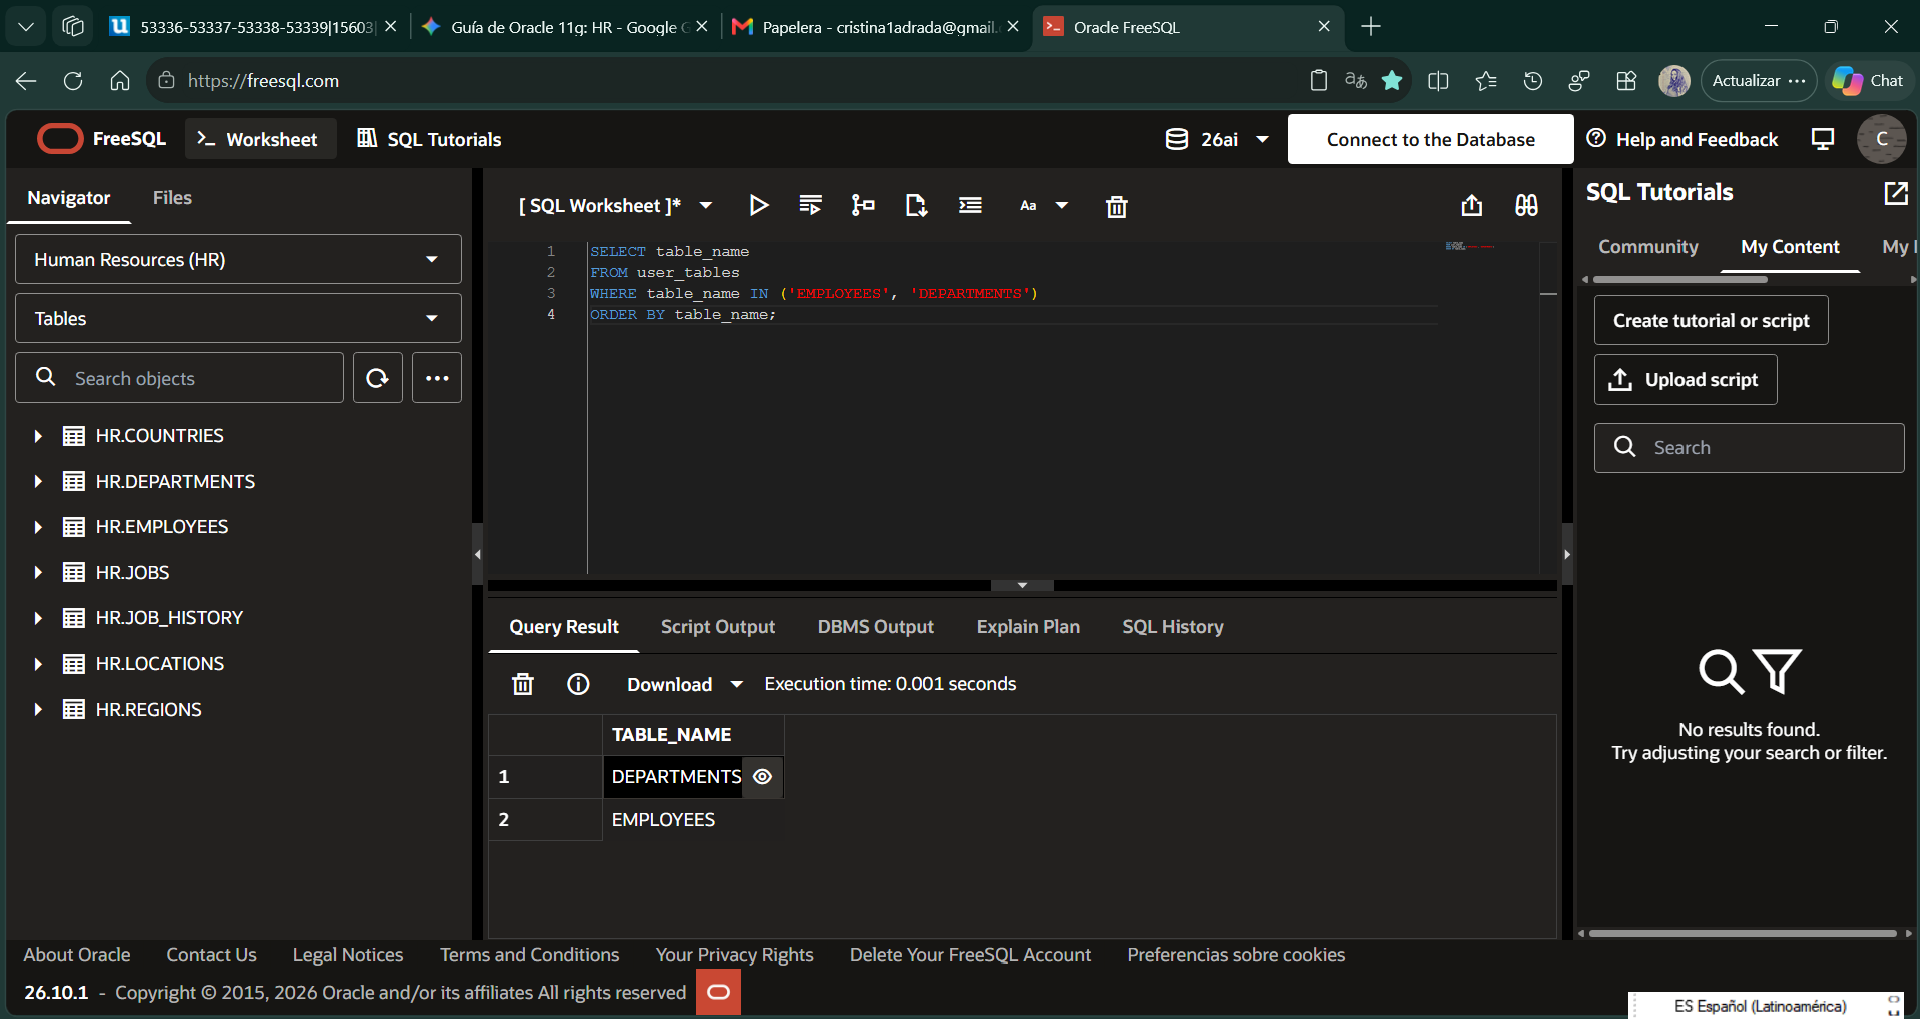 53336-53337-53338-53339|15603|
Guía de Oracle 11g: HR - Google G
Papelera - cristina1adrada@gmail.
Oracle FreeSQL
https://freesql.com
Actualizar
Chat
FreeSQL
Worksheet
SQL Tutorials
26ai
Connect to the Database
Help and Feedback
C
Navigator
Files
Human Resources (HR)
Tables
Search objects
HR.COUNTRIES
HR.DEPARTMENTS
HR.EMPLOYEES
HR.JOBS
HR.JOB_HISTORY
HR.LOCATIONS
HR.REGIONS
[ SQL Worksheet ]*
Aa
1 SELECT table_name
2 FROM user_tables
3 WHERE table_name IN ('EMPLOYEES', 'DEPARTMENTS')
4 ORDER BY table_name;
Query Result
Script Output
DBMS Output
Explain Plan
SQL History
Download
Execution time: 0.001 seconds
TABLE_NAME
1 DEPARTMENTS
2 EMPLOYEES
SQL Tutorials
Community
My Content
My
Create tutorial or script
Upload script
Search
No results found.
Try adjusting your search or filter.
About Oracle
Contact Us
Legal Notices
Terms and Conditions
Your Privacy Rights
Delete Your FreeSQL Account
Preferencias sobre cookies
26.10.1 - Copyright © 2015, 2026 Oracle and/or its affiliates All rights reserved
ES Español (Latinoamérica)